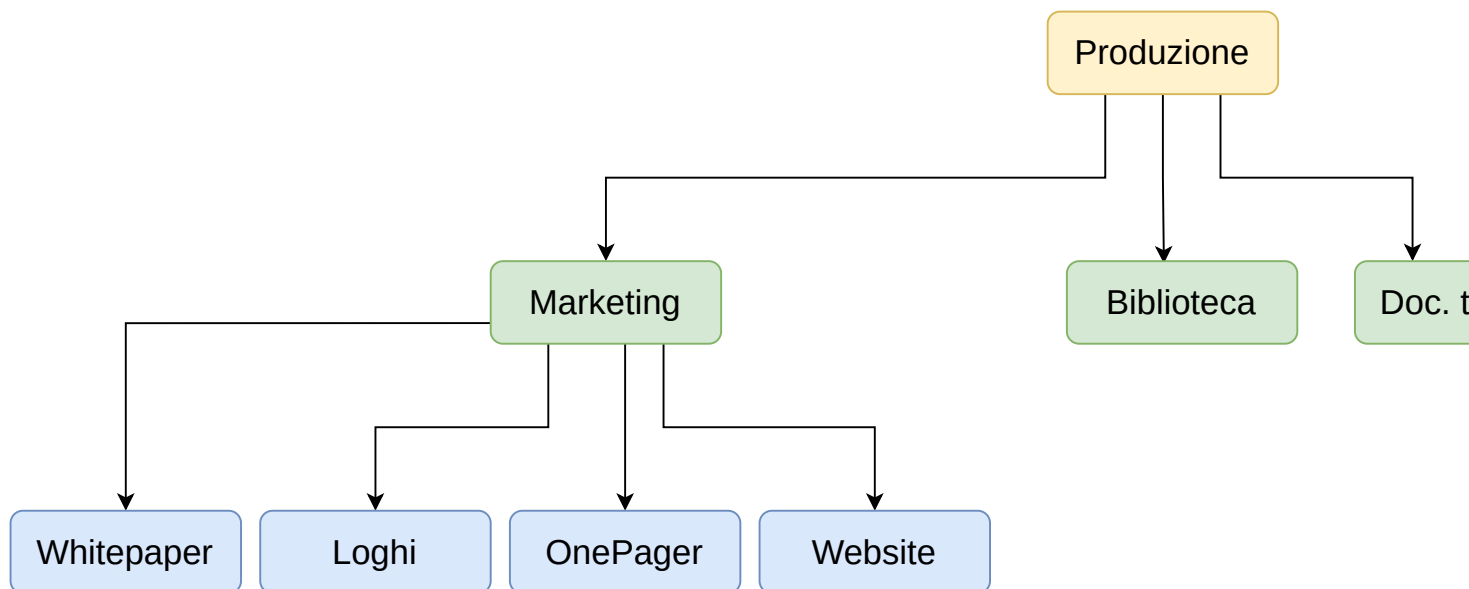 Produzione
Marketing
Biblioteca
Doc.
Whitepaper
Loghi
OnePager
Website